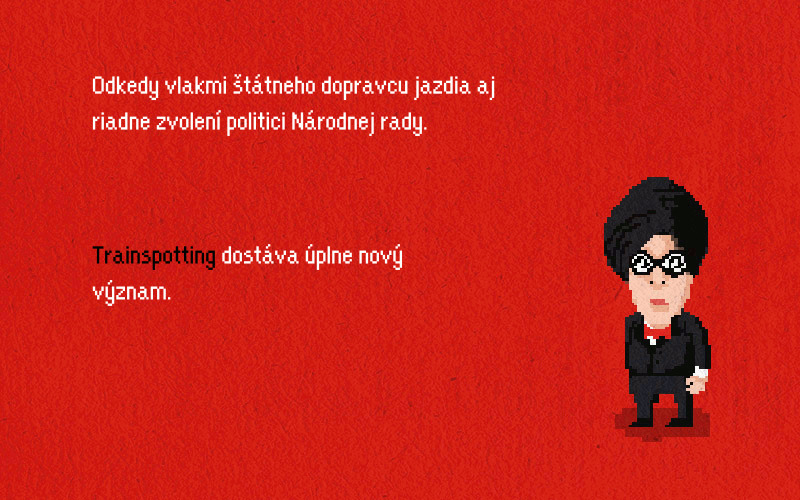 Odkedy vlakmi štátneho dopravcu jazdia aj
riadne zvolení politici Národnej rady.
Trainspotting dostáva úplne nový
význam.